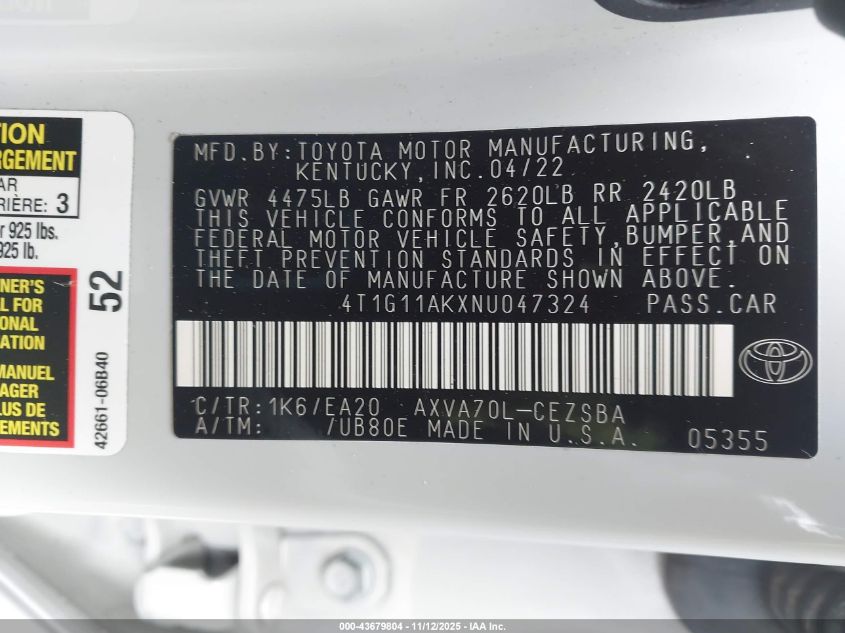 TION
RGEMENT
AR
RIÈRE: 3
925 lbs.
925 lb.
NER'S
L FOR
IONAL
TION
MANUEL
AGER
LUS DE
EMENTS
52
42661-06B40
MFD.BY:TOYOTA MOTOR MANUFACTURING,
KENTUCKY,INC.04/22
GVWR 4475LB GAWR FR 2620LB RR 2420LB
THIS VEHICLE CONFORMS TO ALL APPLICABLE
FEDERAL MOTOR VEHICLE SAFETY,BUMPER,AND
THEFT PREVENTION STANDARDS IN EFFECT ON
THE DATE OF MANUFACTURE SHOWN ABOVE.
4T1G11AKXNU047324 PASS.CAR
C/TR:1K6/EA20 AXVA70L-CEZSBA
A/TM: /UB80E MADE IN U.S.A. 05355
000-43679804 - 11/12/2025 - IAA Inc.